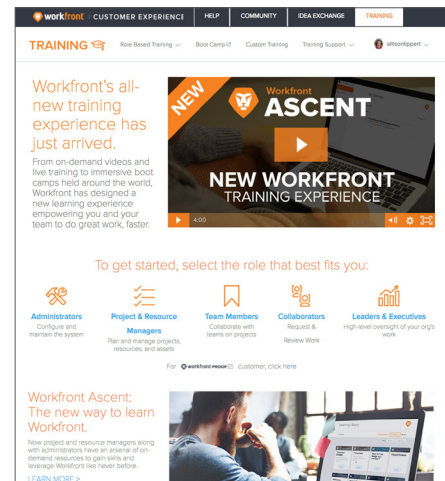 workfront | CUSTOMER EXPERIENCE HELP COMMUNITY IDEA EXCHANGE TRAINING
TRAINING Role Based Training Boot Camp Custom Training Training Support allisonlippert
Workfront's all-
new training
experience has
just arrived.
From on-demand videos and
live training to immersive boot
camps held around the world,
Workfront has designed a
new learning experience
empowering you and your
team to do great work, faster.
NEW
Workfront
ASCENT
NEW WORKFRONT
TRAINING EXPERIENCE
4:00
To get started, select the role that best fits you:
Administrators
Configure and
maintain the system
Project & Resource
Managers
Plan and manage projects,
resources, and assets
Team Members
Collaborate with
teams on projects
Collaborators
Request &
Review Work
Leaders & Executives
High-level oversight of your org's
work
For workfront PROOF customer, click here
Workfront Ascent:
The new way to learn
Workfront.
Now project and resource managers along
with administrators have an arsenal of on-
demand resources to gain skills and
leverage Workfront like never before.
LEARN MORE >